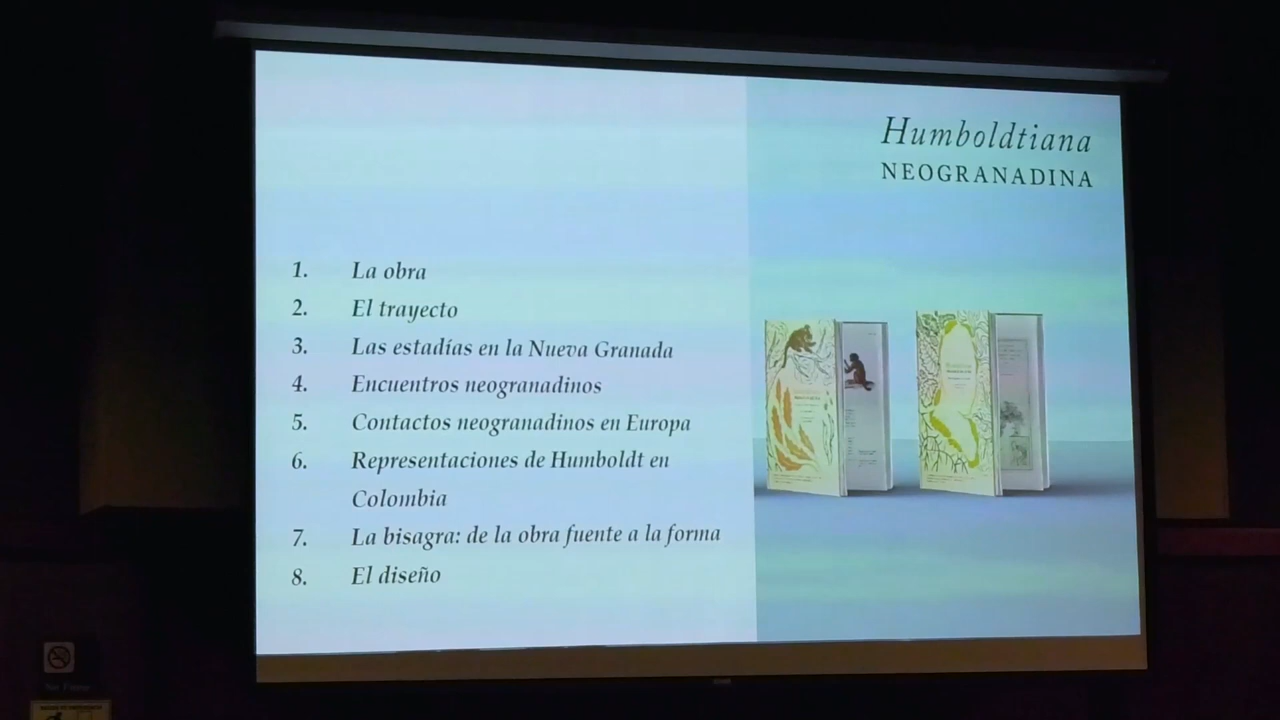 Humboldtiana
NEOGRANADINA
1. La obra
2. El trayecto
3. Las estadías en la Nueva Granada
4. Encuentros neogranadinos
5. Contactos neogranadinos en Europa
6. Representaciones de Humboldt en
Colombia
7. La bisagra: de la obra fuente a la forma
8. El diseño